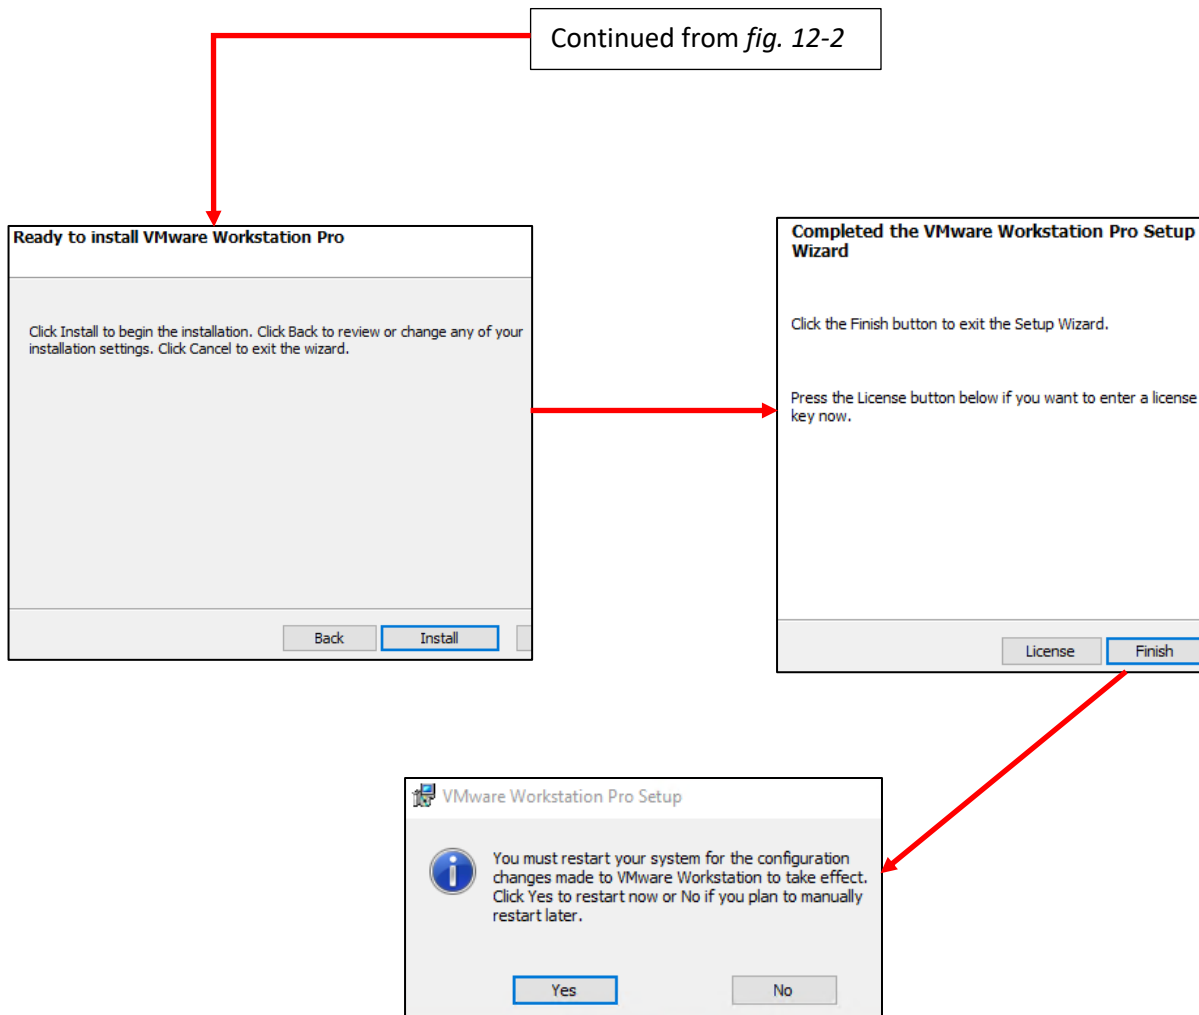 Continued from fig. 12-2
Ready to install VMware Workstation Pro
Click Install to begin the installation. Click Back to review or change any of your
installation settings. Click Cancel to exit the wizard.
Back
Install
Completed the VMware Workstation Pro Setup
Wizard
Click the Finish button to exit the Setup Wizard.
Press the License button below if you want to enter a license
key now.
License
Finish
VMware Workstation Pro Setup
You must restart your system for the configuration
changes made to VMware Workstation to take effect.
Click Yes to restart now or No if you plan to manually
restart later.
Yes
No